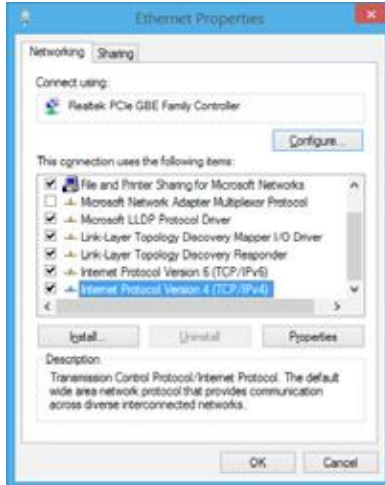 Ethernet Properties
Networking Sharing
Connect using:
Realtek PCIe GBE Family Controller
Configure...
This connection uses the following items:
File and Printer Sharing for Microsoft Networks
Microsoft Network Adapter Multiplexor Protocol
Microsoft LLDP Protocol Driver
Link-Layer Topology Discovery Mapper I/O Driver
Link-Layer Topology Discovery Responder
Internet Protocol Version 6 (TCP/IPv6)
Internet Protocol Version 4 (TCP/IPv4)
Install... Uninstall Properties
Description
Transmission Control Protocol/Internet Protocol. The default
wide area network protocol that provides communication
across diverse interconnected networks.
OK Cancel